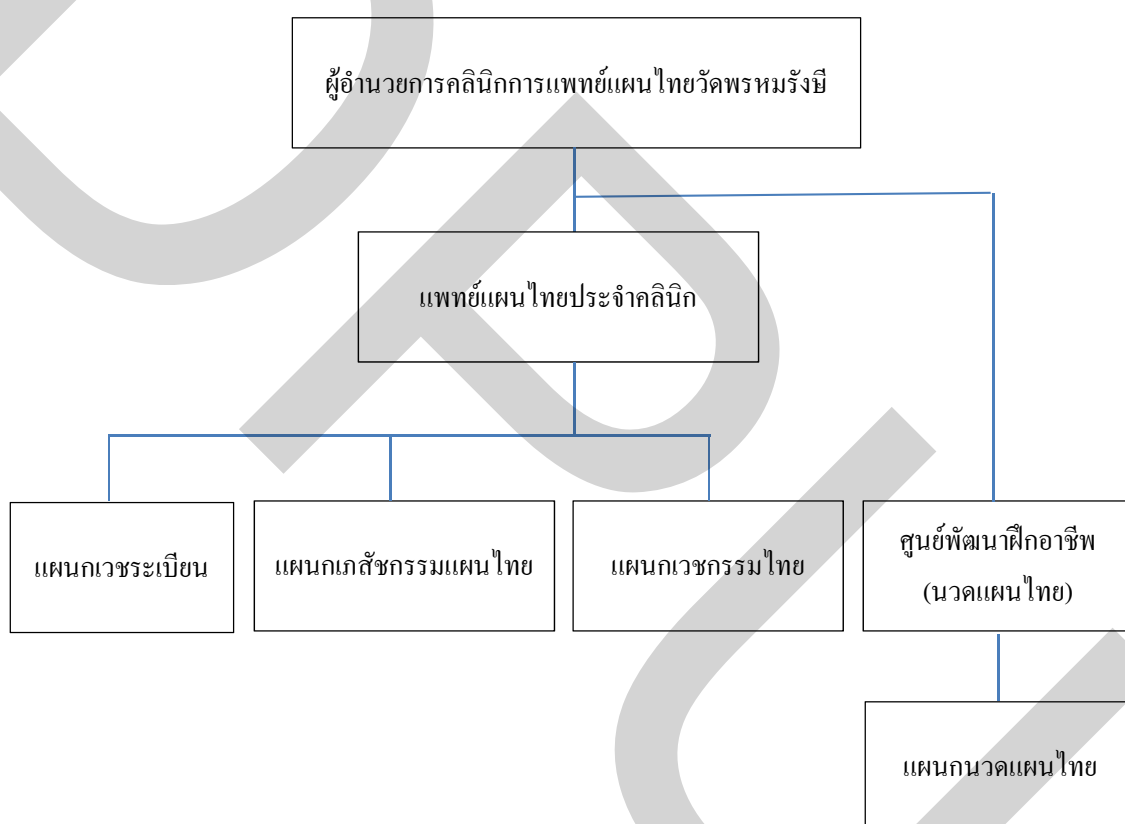 ผู้อำนวยการคลินิกการแพทย์แผนไทยวัดพรหมรังษี
แพทย์แผนไทยประจำคลินิก
แผนกเวชระเบียน
แผนกเภสัชกรรมแผนไทย
แผนกเวชกรรมไทย
ศูนย์พัฒนาฝึกอาชีพ
(นวดแผนไทย)
แผนกนวดแผนไทย